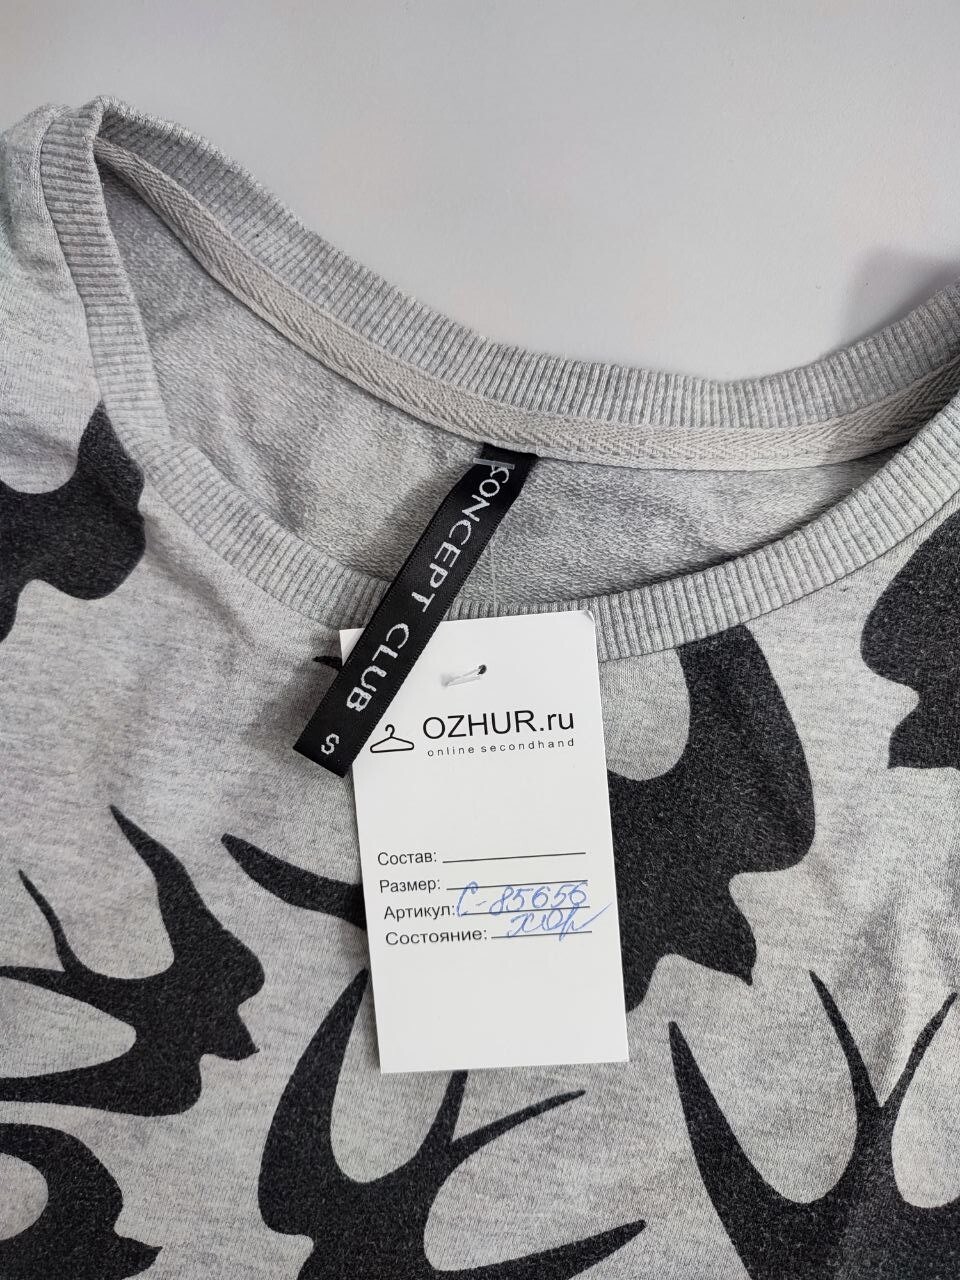 CONCEPT CLUB
S
OZHUR.ru
online secondhand
Состав:
Размер:
Артикул: С-85656
Состояние: хор